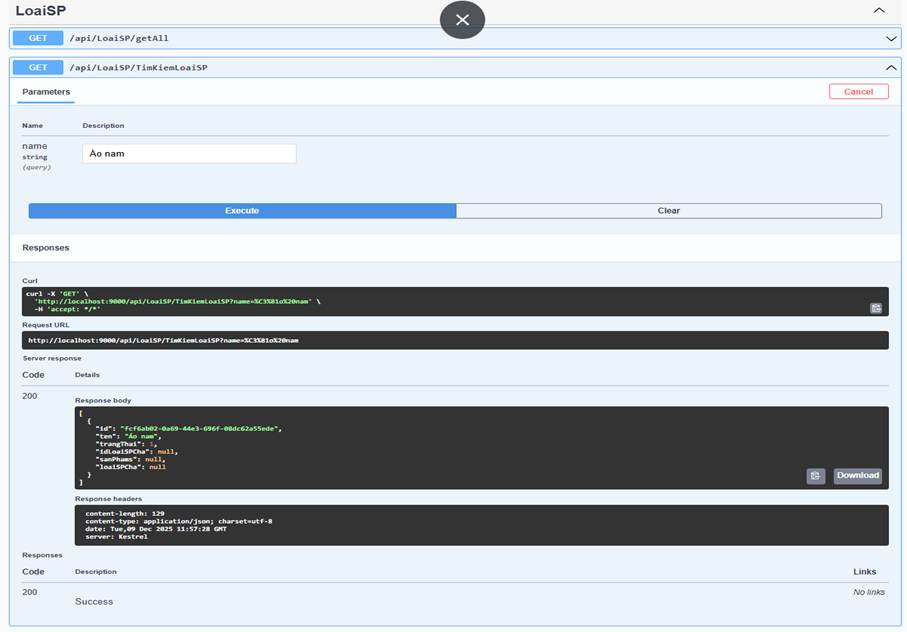 LoaiSP
GET /api/LoaiSP/getAll
GET /api/LoaiSP/TimKiemLoaiSP
Parameters
Cancel
Name Description
name
string
(query)
Áo nam
Execute
Clear
Responses
Curl
curl -X 'GET' \
'http://localhost:9000/api/LoaiSP/TimKiemLoaiSP?name=%C3%81o%20nam' \
-H 'accept: */*'
Request URL
http://localhost:9000/api/LoaiSP/TimKiemLoaiSP?name=%C3%81o%20nam
Server response
Code Details
200
Response body
[
{
"id": "fcf6ab02-0a69-44e3-696f-08dc62a55ede",
"ten": "Áo nam",
"trangThai": 1,
"idLoaiSPCha": null,
"sanPhams": null,
"loaiSPCha": null
}
]
Download
Response headers
content-length: 129
content-type: application/json; charset=utf-8
date: Tue,09 Dec 2025 11:57:28 GMT
server: Kestrel
Responses
Code Description Links
200 No links
Success